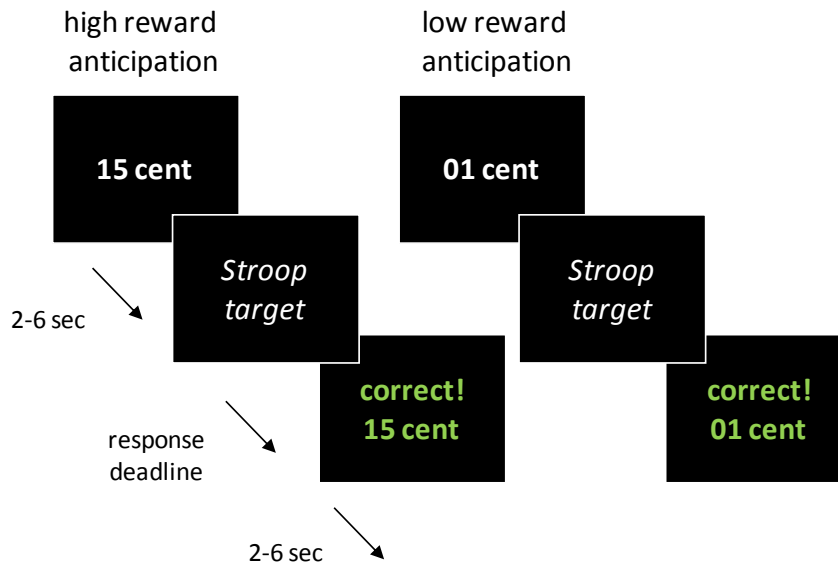 high reward
anticipation
low reward
anticipation
15 cent
01 cent
Stroop
target
Stroop
target
2-6 sec
correct!
15 cent
correct!
01 cent
response
deadline
2-6 sec